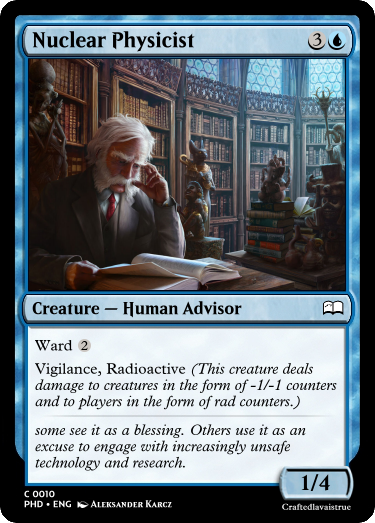 Nuclear Physicist 3
Creature — Human Advisor
Ward 2
Vigilance, Radioactive (This creature deals
damage to creatures in the form of -1/-1 counters
and to players in the form of rad counters.)
some see it as a blessing. Others use it as an
excuse to engage with increasingly unsafe
technology and research.
1/4
C 0010
PHD • ENG Aleksander Karcz
Craftedlavaistrue